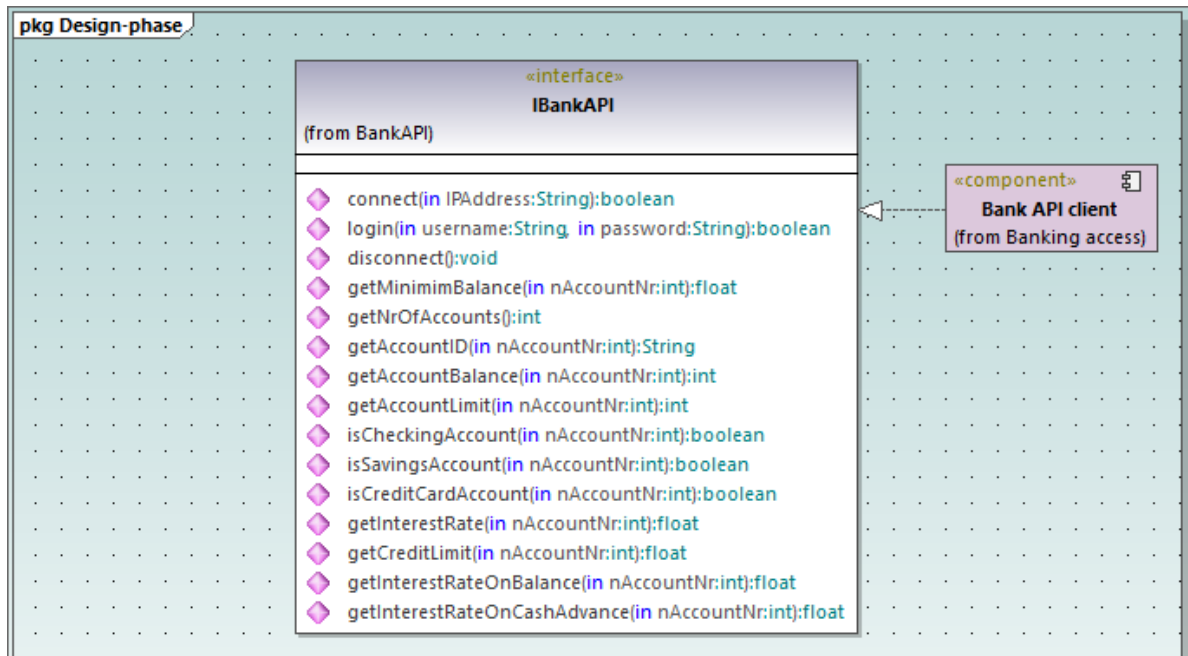 pkg Design-phase
«interface»
IBankAPI
(from BankAPI)
connect(in IPAddress:String):boolean
login(in username:String, in password:String):boolean
disconnect():void
getMinimimBalance(in nAccountNr:int):float
getNrOfAccounts():int
getAccountID(in nAccountNr:int):String
getAccountBalance(in nAccountNr:int):int
getAccountLimit(in nAccountNr:int):int
isCheckingAccount(in nAccountNr:int):boolean
isSavingsAccount(in nAccountNr:int):boolean
isCreditCardAccount(in nAccountNr:int):boolean
getInterestRate(in nAccountNr:int):float
getCreditLimit(in nAccountNr:int):float
getInterestRateOnBalance(in nAccountNr:int):float
getInterestRateOnCashAdvance(in nAccountNr:int):float
«component»
Bank API client
(from Banking access)